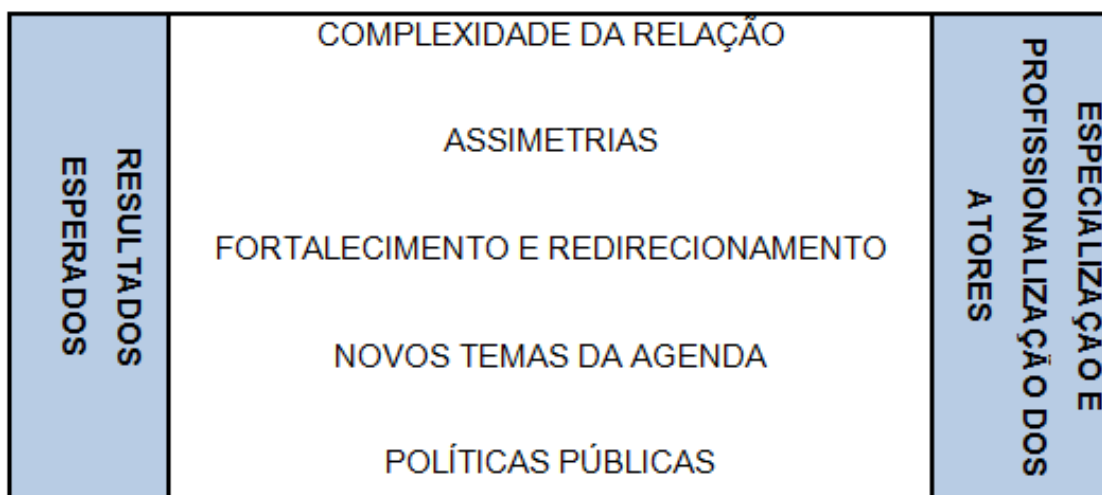 RESULTADOS
ESPERADOS
COMPLEXIDADE DA RELAÇÃO
ASSIMETRIAS
FORTALECIMENTO E REDIRECIONAMENTO
NOVOS TEMAS DA AGENDA
POLÍTICAS PÚBLICAS
ESPECIALIZAÇÃO E
PROFISSIONALIZAÇÃO DOS
ATORES